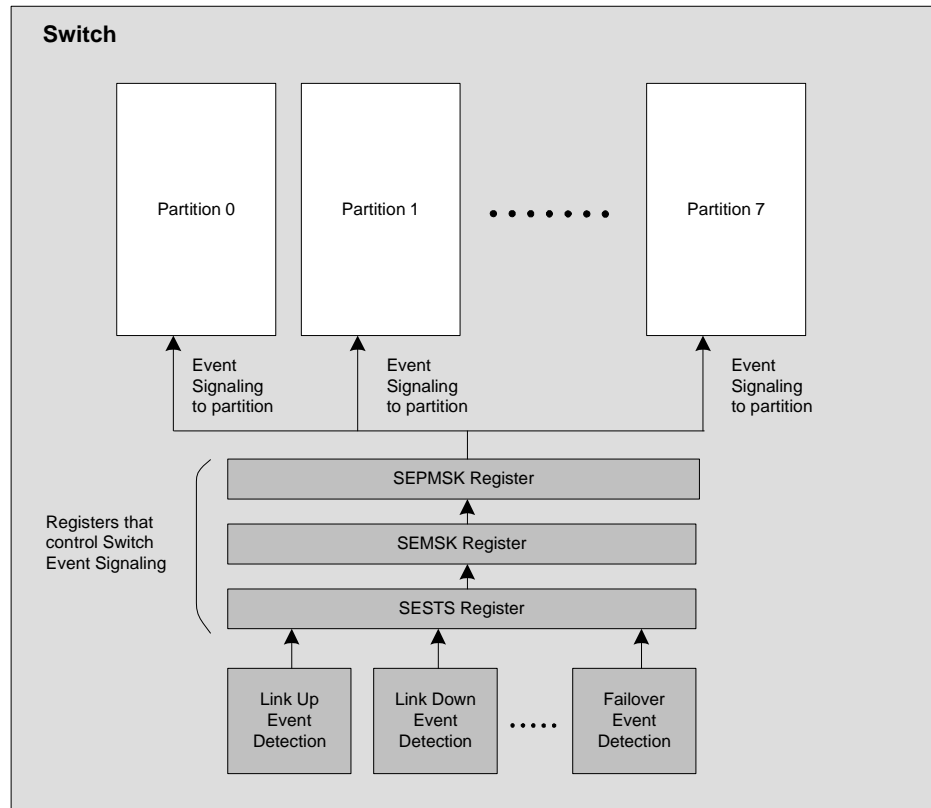 Switch
Partition 0
Partition 1
Partition 7
Event
Signaling
to partition
Event
Signaling
to partition
Event
Signaling
to partition
Registers that
control Switch
Event Signaling
SEPMSK Register
SEMSK Register
SESTS Register
Link Up
Event
Detection
Link Down
Event
Detection
Failover
Event
Detection